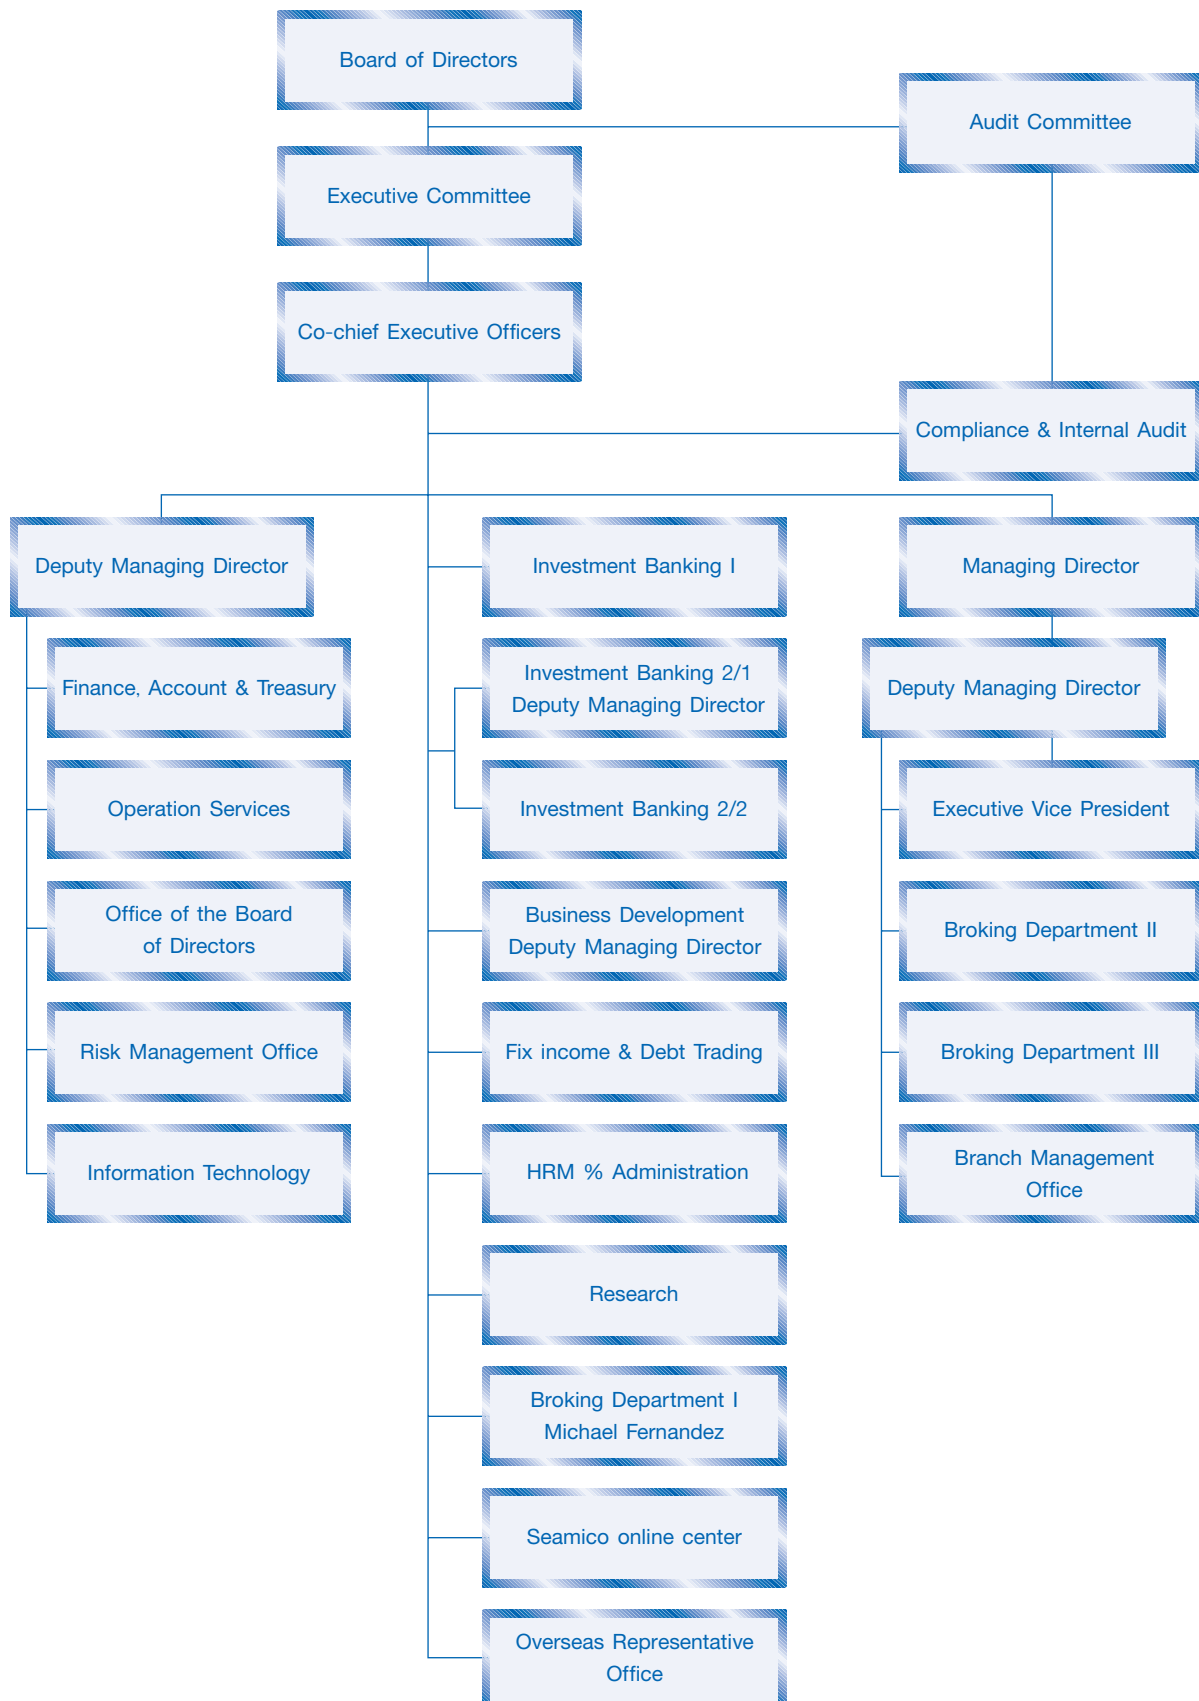 Board of Directors
Audit Committee
Executive Committee
Co-chief Executive Officers
Compliance & Internal Audit
Deputy Managing Director
Finance, Account & Treasury
Operation Services
Office of the Board
of Directors
Risk Management Office
Information Technology
Investment Banking I
Investment Banking 2/1
Deputy Managing Director
Investment Banking 2/2
Business Development
Deputy Managing Director
Fix income & Debt Trading
HRM % Administration
Research
Broking Department I
Michael Fernandez
Seamico online center
Overseas Representative
Office
Managing Director
Deputy Managing Director
Executive Vice President
Broking Department II
Broking Department III
Branch Management
Office